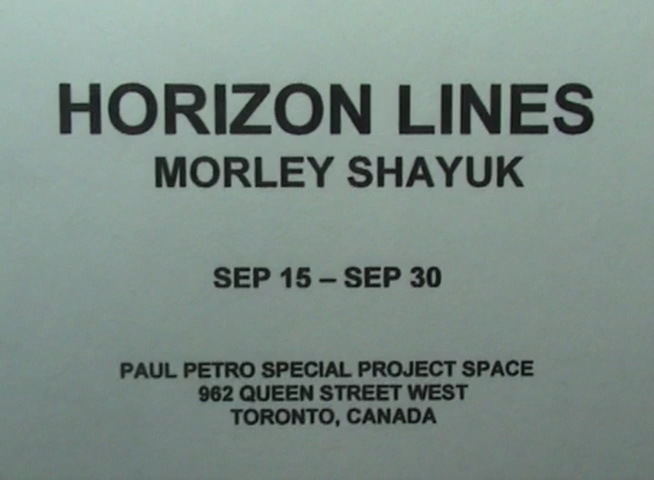 HORIZON LINES
MORLEY SHAYUK
SEP 15 – SEP 30
PAUL PETRO SPECIAL PROJECT SPACE
962 QUEEN STREET WEST
TORONTO, CANADA